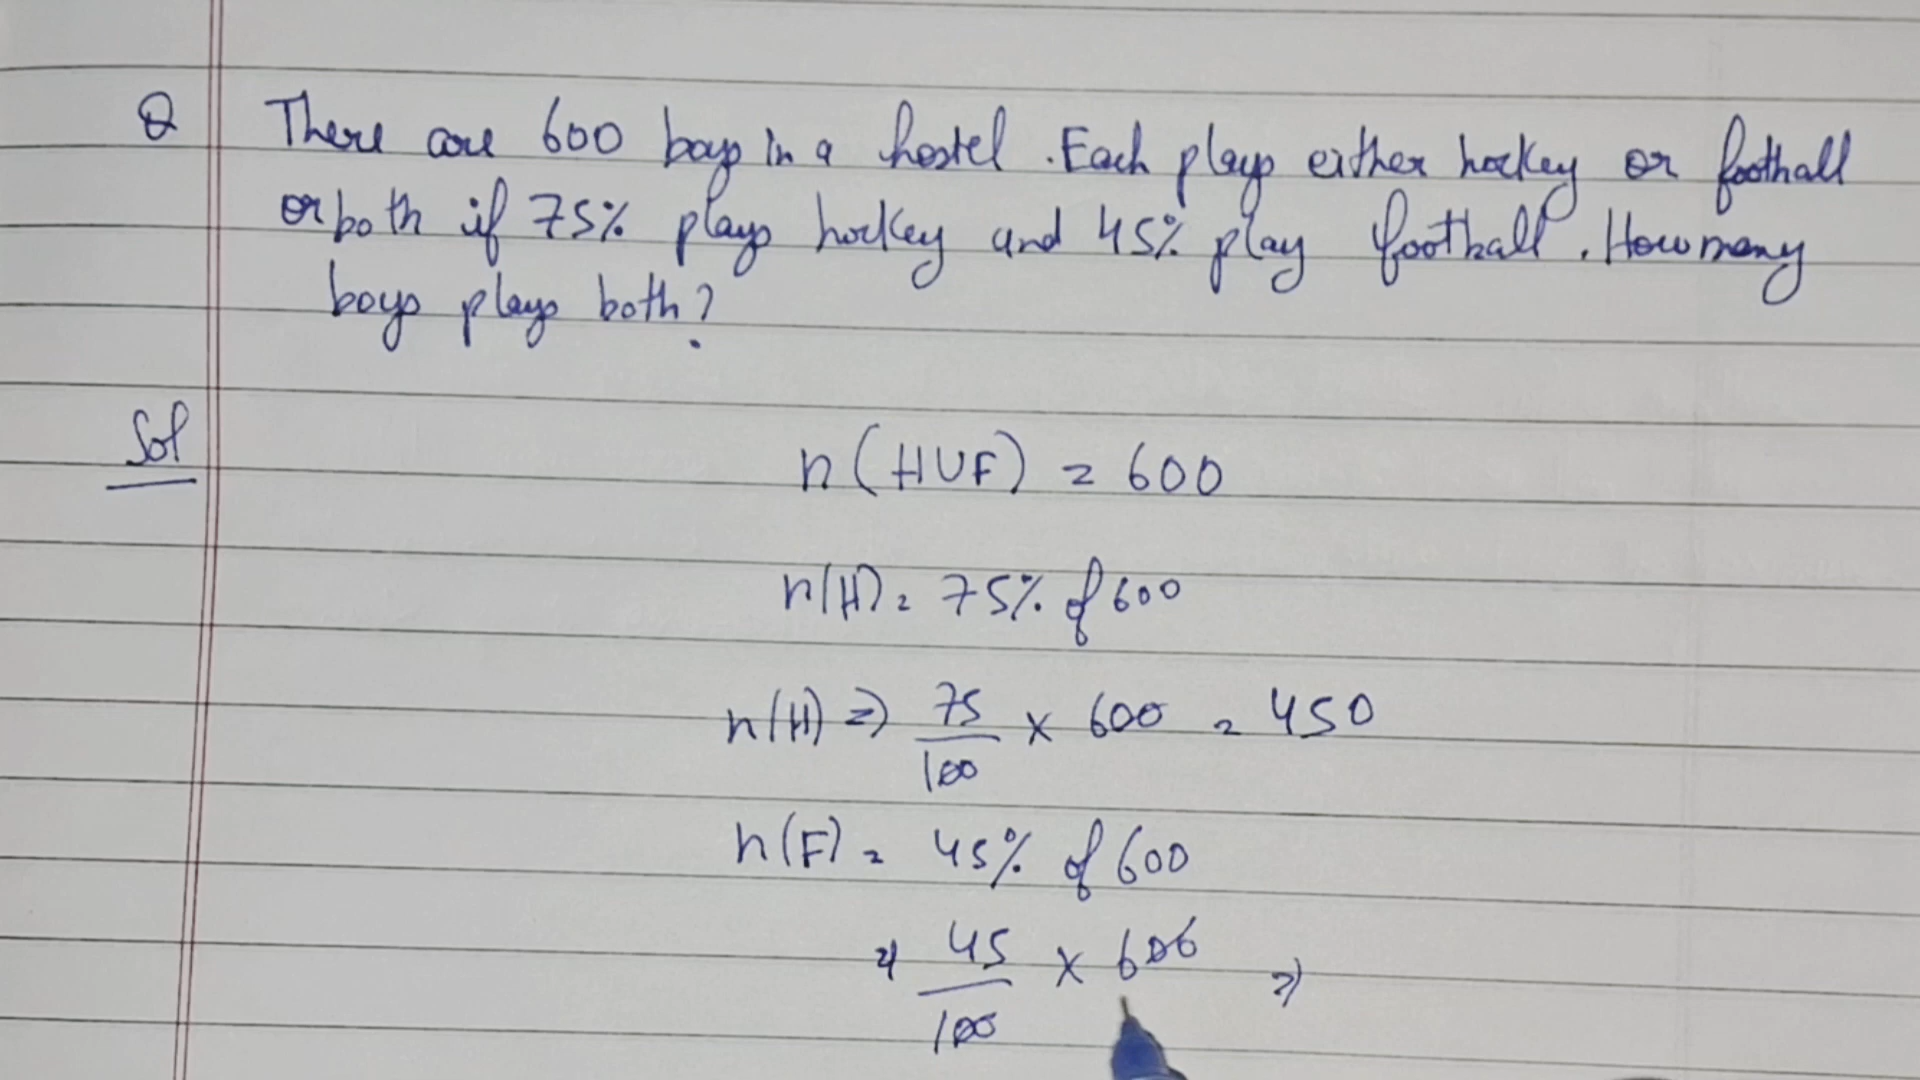 Q There are 600 boys in a hostel. Each plays either hockey or football
or both if 75% plays hockey and 45% play football. How many
boys plays both?
Sol
n(HUF) = 600
n(H) = 75% of 600
n(H) => 75/100 x 600 = 450
n(F) = 45% of 600
=> 45/100 x 600 =>